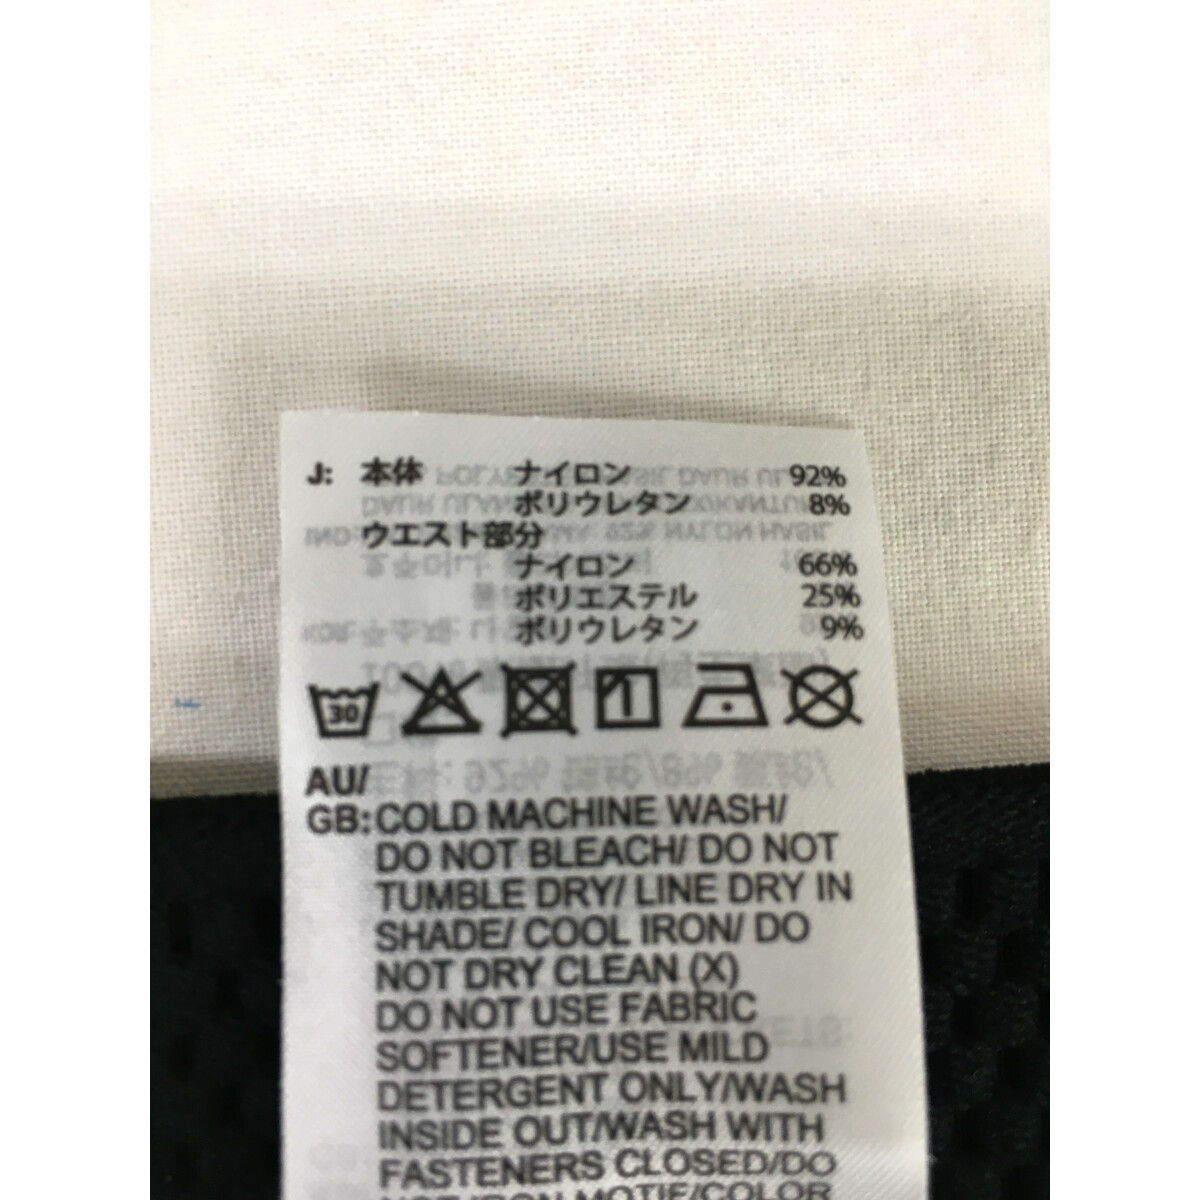 J: 本体 ナイロン 92%
ポリウレタン 8%
ウエスト部分
ナイロン 66%
ポリエステル 25%
ポリウレタン 9%
30
AU/
GB: COLD MACHINE WASH/
DO NOT BLEACH/ DO NOT
TUMBLE DRY/ LINE DRY IN
SHADE/ COOL IRON/ DO
NOT DRY CLEAN (X)
DO NOT USE FABRIC
SOFTENER/USE MILD
DETERGENT ONLY/WASH
INSIDE OUT/WASH WITH
FASTENERS CLOSED/DO
NOT IRON MOTIF/COLOR